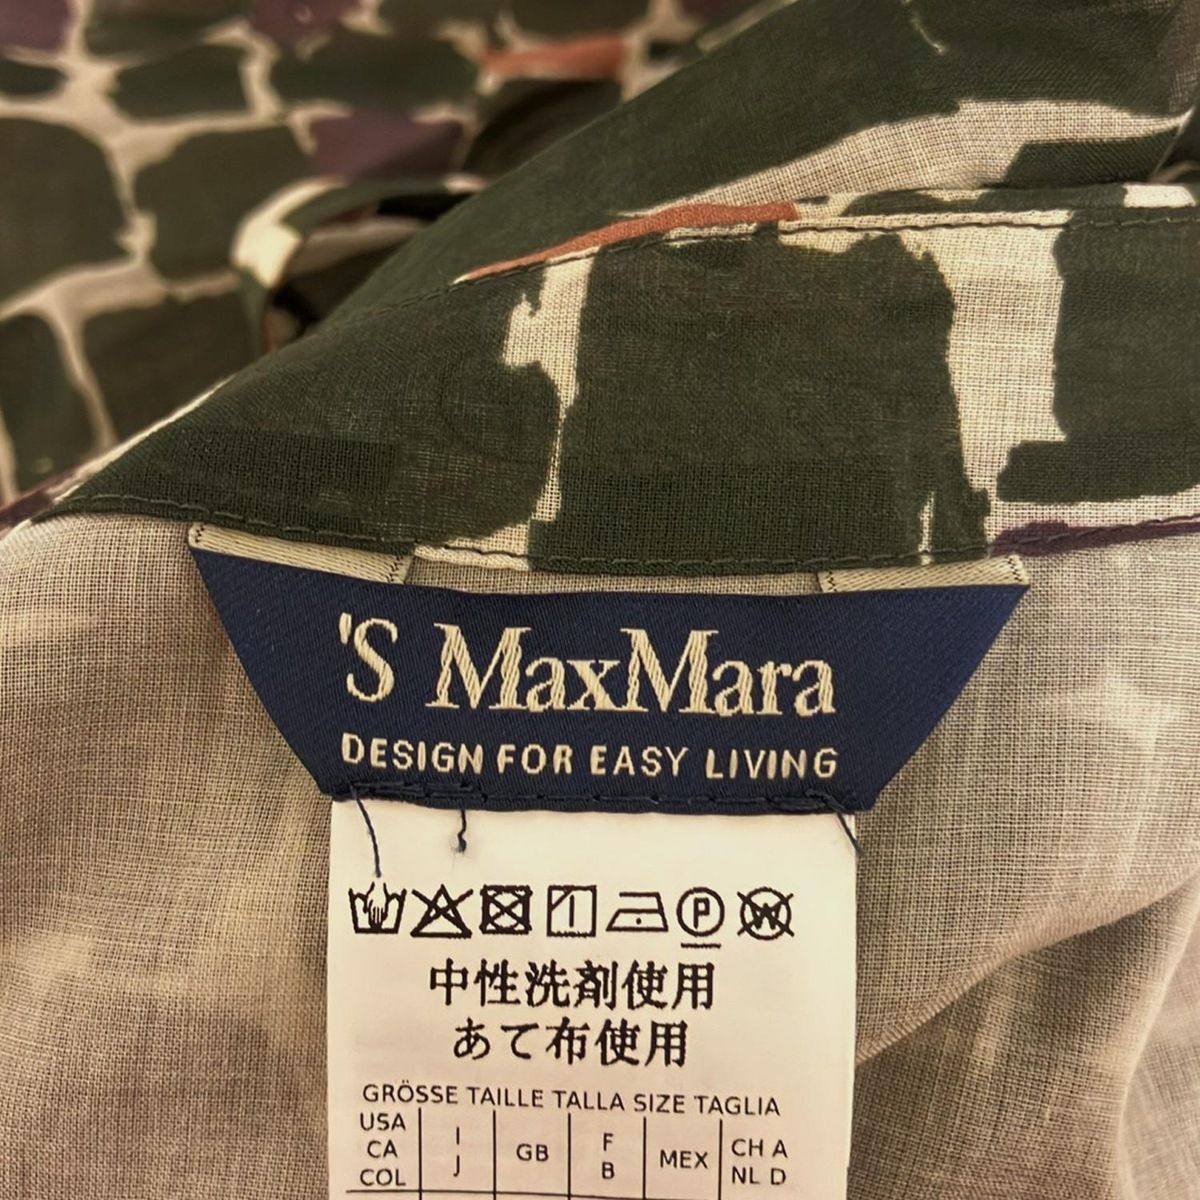 'S MaxMara
DESIGN FOR EASY LIVING
P W
中性洗剤使用
あて布使用
GRÖSSE TAILLE TALLA SIZE TAGLIA
USA CA COL | I J | GB | F B | MEX | CH A NL D